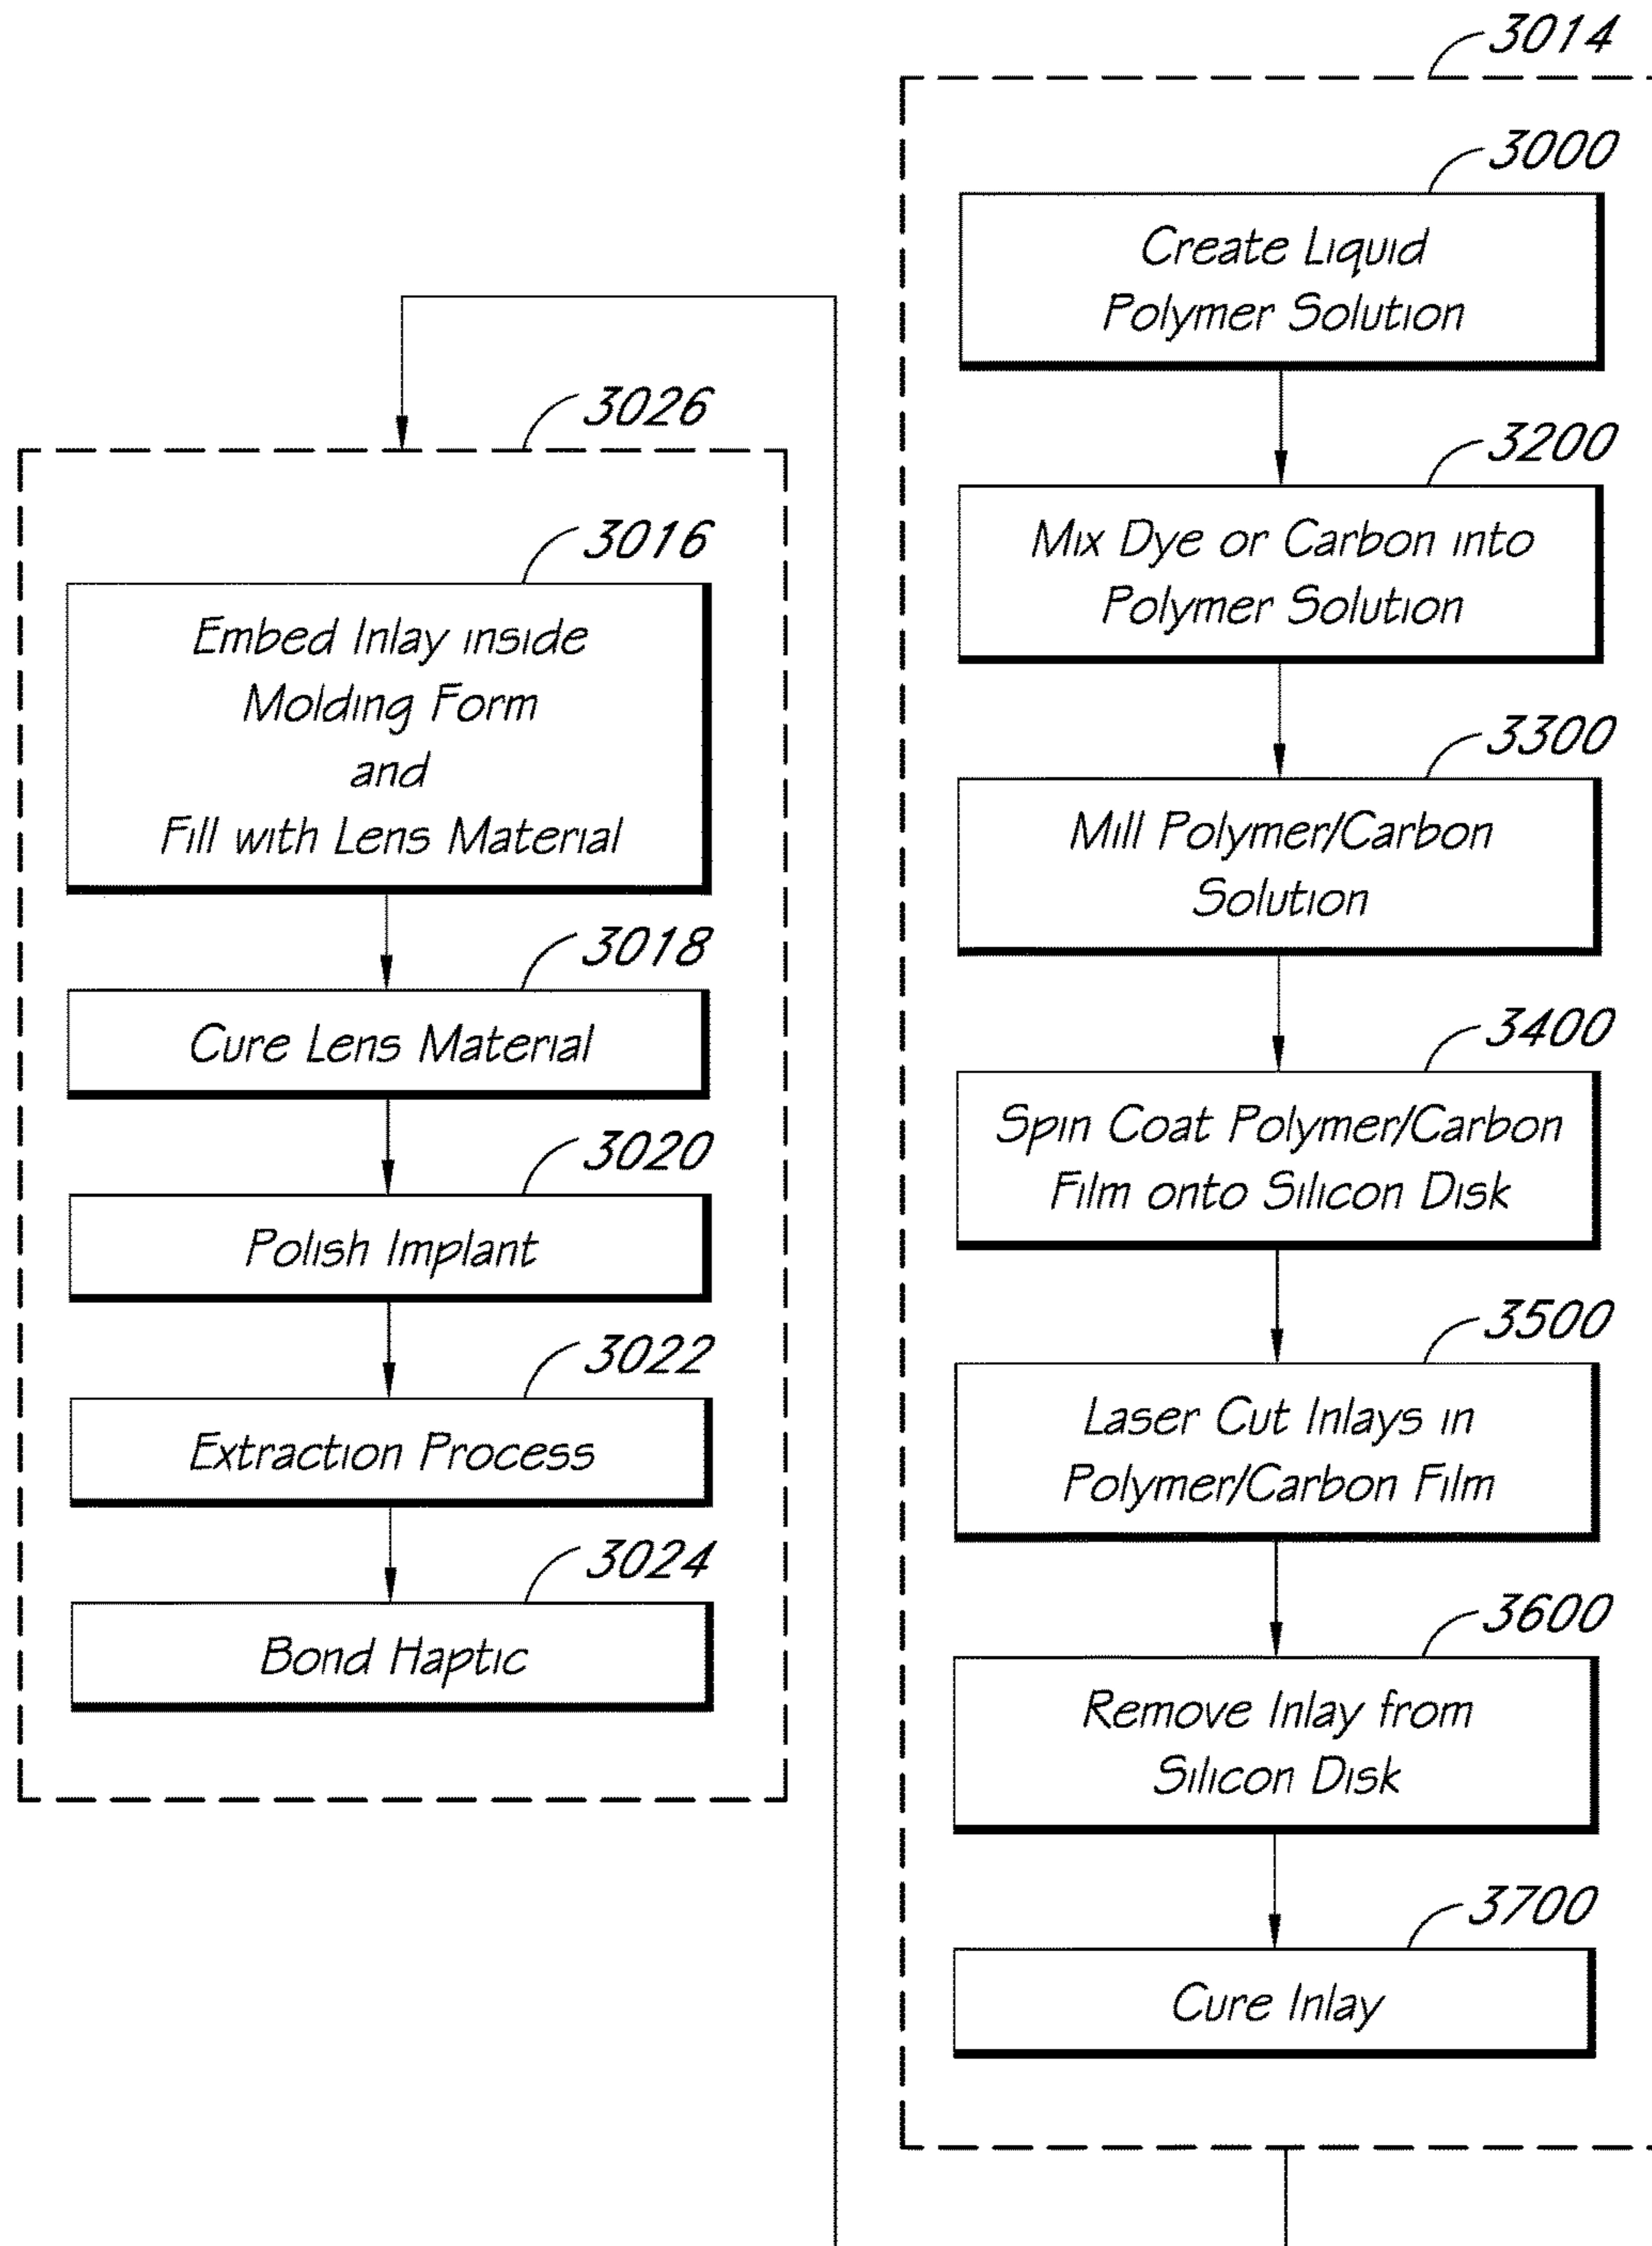 3014
3000
Create Liquid
Polymer Solution
3200
Mix Dye or Carbon into
Polymer Solution
3300
Mill Polymer/Carbon
Solution
3400
Spin Coat Polymer/Carbon
Film onto Silicon Disk
3500
Laser Cut Inlays in
Polymer/Carbon Film
3600
Remove Inlay from
Silicon Disk
3700
Cure Inlay
3026
3016
Embed Inlay inside
Molding Form
and
Fill with Lens Material
3018
Cure Lens Material
3020
Polish Implant
3022
Extraction Process
3024
Bond Haptic